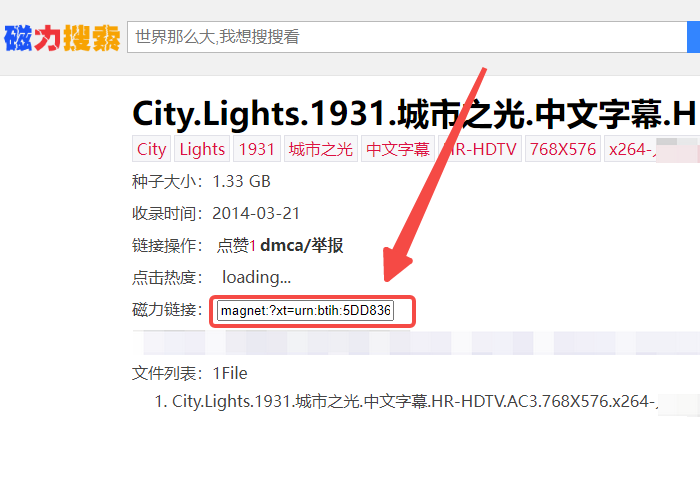 磁力搜索
世界那么大,我想搜搜看
City.Lights.1931.城市之光.中文字幕.H
City Lights 1931 城市之光 中文字幕 HR-HDTV 768X576 x264-
种子大小：1.33 GB
收录时间：2014-03-21
链接操作： 点赞1 dmca/举报
点击热度： loading...
磁力链接： magnet:?xt=urn:btih:5DD836
文件列表：1File
1. City.Lights.1931.城市之光.中文字幕.HR-HDTV.AC3.768X576.x264-